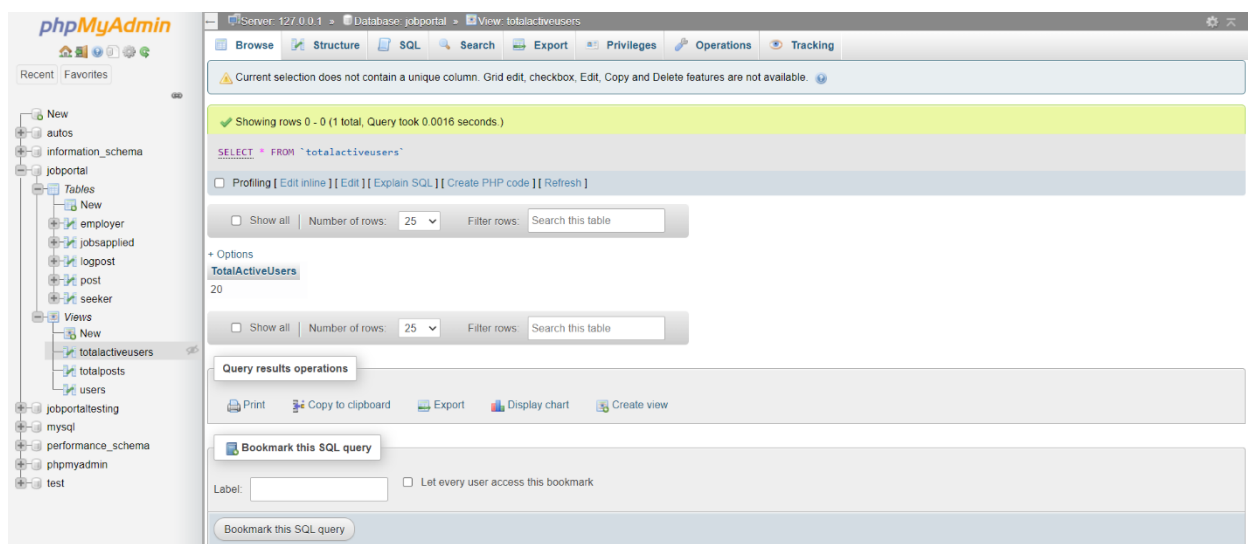 phpMyAdmin
Recent Favorites
New
autos
information_schema
jobportal
Tables
New
employer
jobsapplied
logpost
post
seeker
Views
New
totalactiveusers
totalposts
users
jobportaltesting
mysql
performance_schema
phpmyadmin
test
Server: 127.0.0.1 » Database: jobportal » View: totalactiveusers
Browse Structure SQL Search Export Privileges Operations Tracking
Current selection does not contain a unique column. Grid edit, checkbox, Edit, Copy and Delete features are not available.
Showing rows 0 - 0 (1 total, Query took 0.0016 seconds.)
SELECT * FROM `totalactiveusers`
Profiling [ Edit inline ] [ Edit ] [ Explain SQL ] [ Create PHP code ] [ Refresh ]
Show all | Number of rows: 25 Filter rows: Search this table
+ Options
TotalActiveUsers
20
Show all | Number of rows: 25 Filter rows: Search this table
Query results operations
Print Copy to clipboard Export Display chart Create view
Bookmark this SQL query
Label: Let every user access this bookmark
Bookmark this SQL query